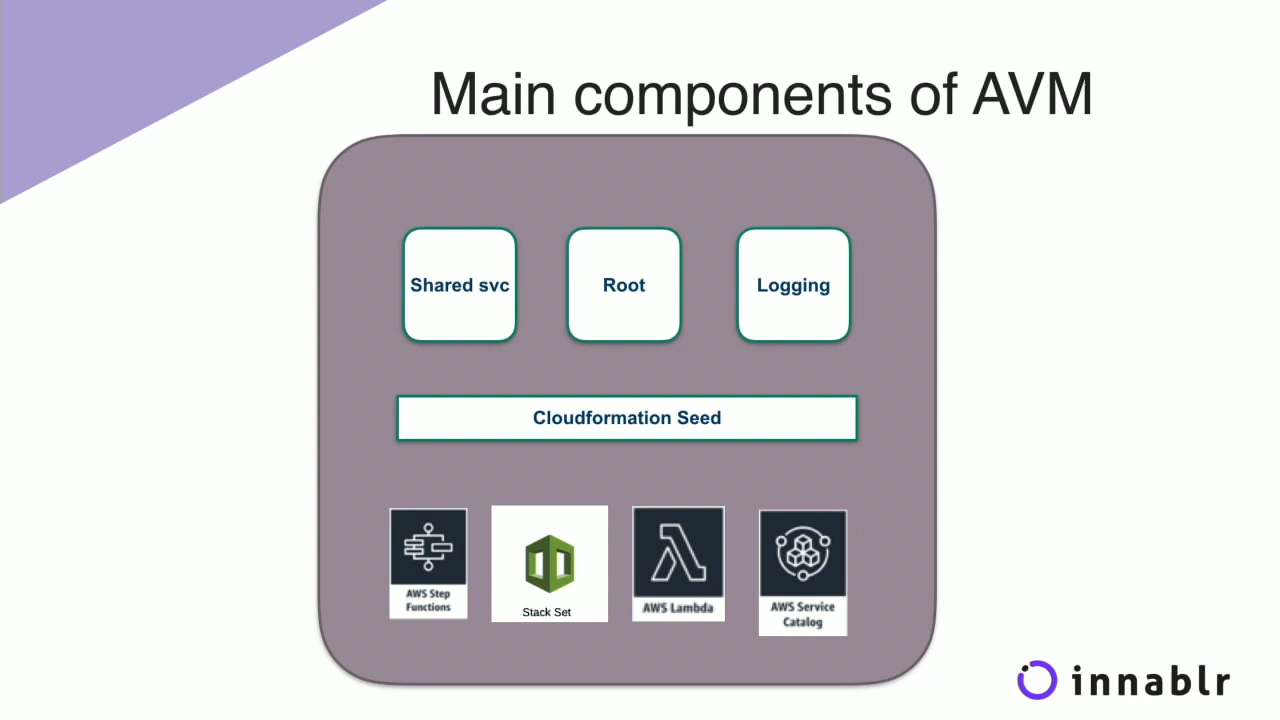 Main components of AVM
Shared svc
Root
Logging
Cloudformation Seed
AWS Step
Functions
Stack Set
AWS Lambda
AWS Service
Catalog
innablr